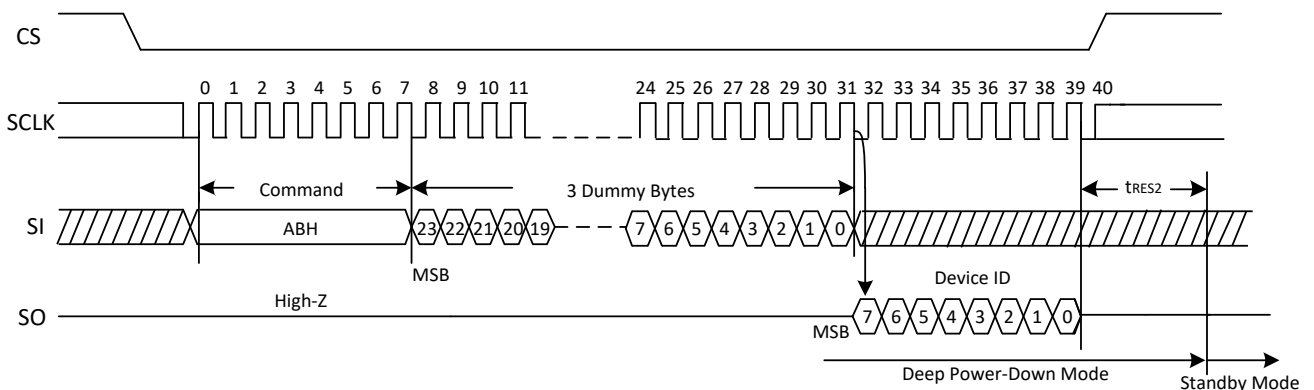 CS
0 1 2 3 4 5 6 7 8 9 10 11 24 25 26 27 28 29 30 31 32 33 34 35 36 37 38 39 40
SCLK
Command 3 Dummy Bytes tRES2
SI ABH 23 22 21 20 19 7 6 5 4 3 2 1 0
MSB Device ID
High-Z
SO 7 6 5 4 3 2 1 0
MSB
Deep Power-Down Mode Standby Mode